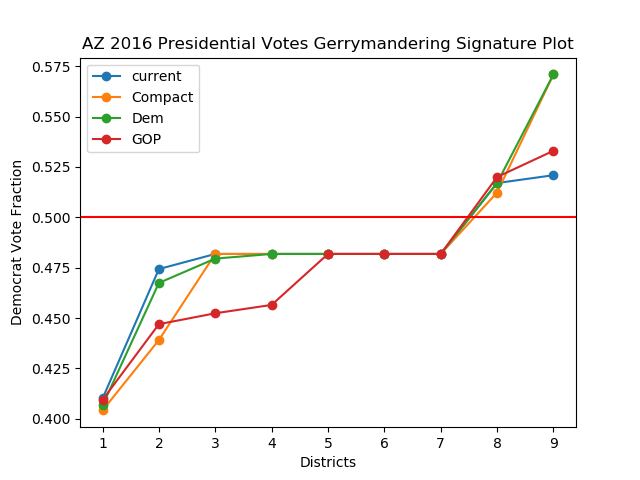 AZ 2016 Presidential Votes Gerrymandering Signature Plot
current
Compact
Dem
GOP
0.575
0.550
0.525
0.500
0.475
0.450
0.425
0.400
Democrat Vote Fraction
1 2 3 4 5 6 7 8 9
Districts